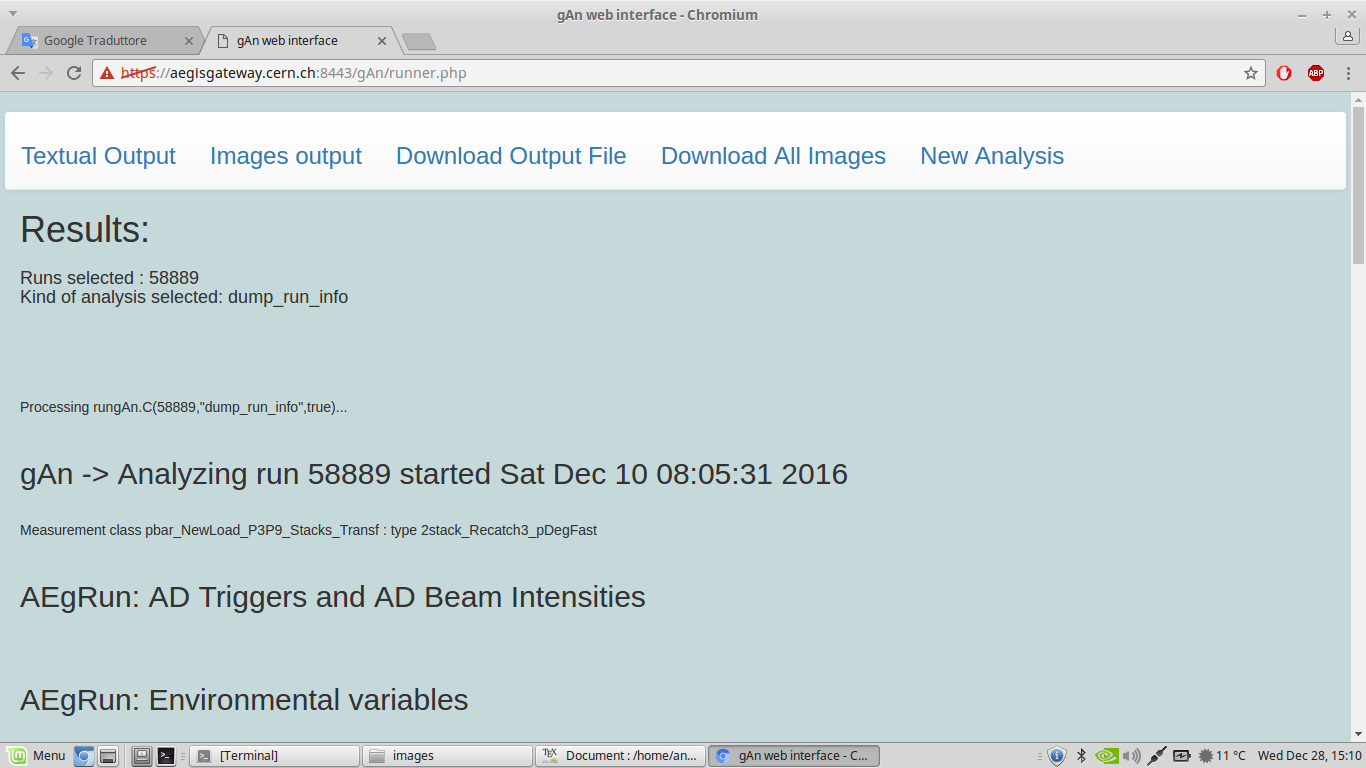 gAn web interface - Chromium
Google Traduttore
gAn web interface
https://aegisgateway.cern.ch:8443/gAn/runner.php
ABP
Textual Output Images output Download Output File Download All Images New Analysis
Results:
Runs selected : 58889
Kind of analysis selected: dump_run_info
Processing rungAn.C(58889,"dump_run_info",true)...
gAn -> Analyzing run 58889 started Sat Dec 10 08:05:31 2016
Measurement class pbar_NewLoad_P3P9_Stacks_Transf : type 2stack_Recatch3_pDegFast
AEgRun: AD Triggers and AD Beam Intensities
AEgRun: Environmental variables
Menu [Terminal] images TEX Document : /home/an... gAn web interface - C... 11 °C Wed Dec 28, 15:10